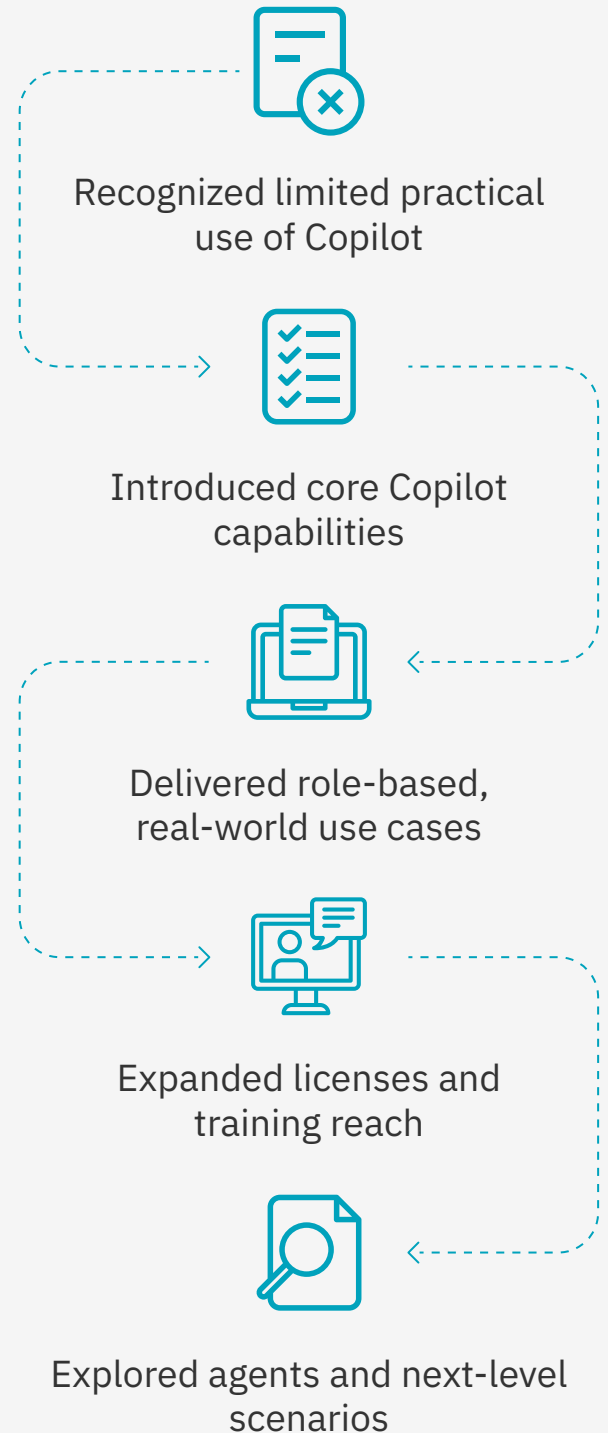 Recognized limited practical
use of Copilot
Introduced core Copilot
capabilities
Delivered role-based,
real-world use cases
Expanded licenses and
training reach
Explored agents and next-level
scenarios